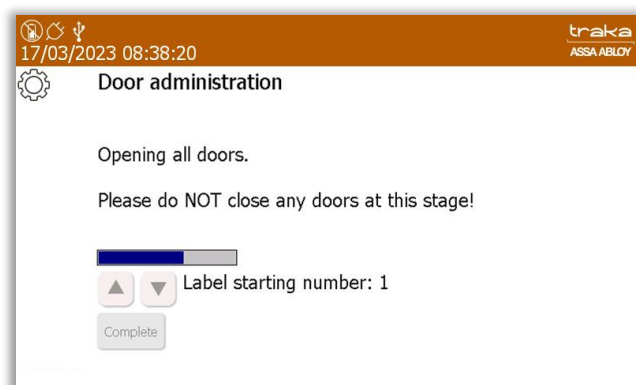 traka
17/03/2023 08:38:20
ASSA ABLOY
Door administration
Opening all doors.
Please do NOT close any doors at this stage!
Label starting number: 1
Complete